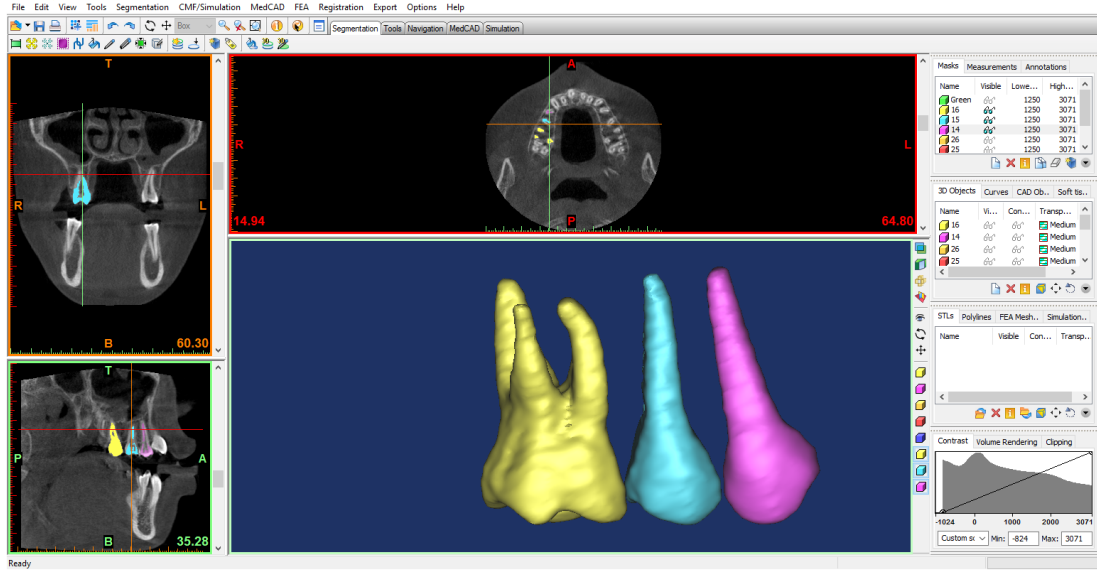 File Edit View Tools Segmentation CMF/Simulation MedCAD FEA Registration Export Options Help
Box
Segmentation Tools Navigation MedCAD Simulation
T
R
L
B
60.30
A
R
L
P
14.94
64.80
T
P
A
B
35.28
Masks Measurements Annotations
Name Visible Lowe... High...
Green 1250 3071
16 1250 3071
15 1250 3071
14 1250 3071
26 1250 3071
25 1250 3071
3D Objects Curves CAD Ob.. Soft tis..
Name Vi... Con... Transp...
16 Medium
14 Medium
26 Medium
25 Medium
STLs Polylines FEA Mesh.. Simulation..
Name Visible Con... Transp..
Contrast Volume Rendering Clipping
-1024 0 1000 2000 3071
Custom sc Min: -824 Max: 3071
Ready